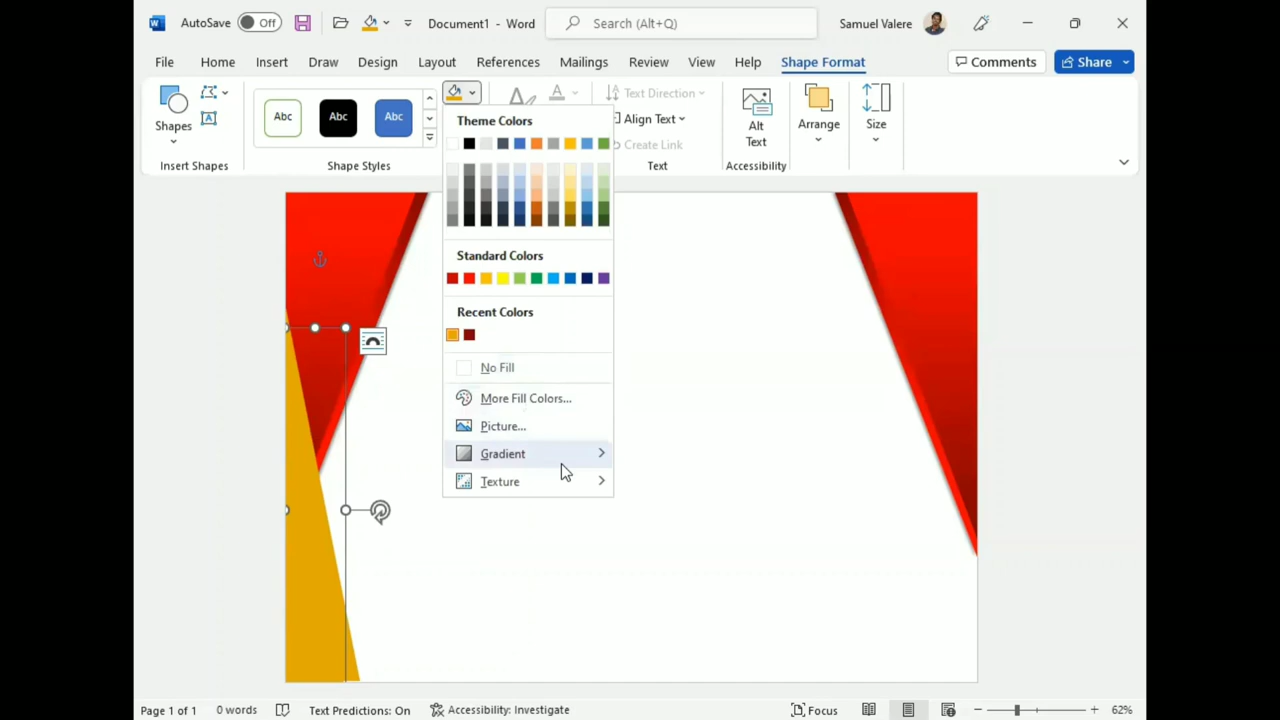 AutoSave Off Document1 - Word Search (Alt+Q) Samuel Valere
File Home Insert Draw Design Layout References Mailings Review View Help Shape Format Comments Share
Abc Abc Abc
Shapes
Text Direction
Align Text
Create Link
Alt
Text
Arrange
Size
Insert Shapes Shape Styles Text Accessibility
Theme Colors
Standard Colors
Recent Colors
No Fill
More Fill Colors...
Picture...
Gradient
Texture
Page 1 of 1 0 words Text Predictions: On Accessibility: Investigate Focus 62%